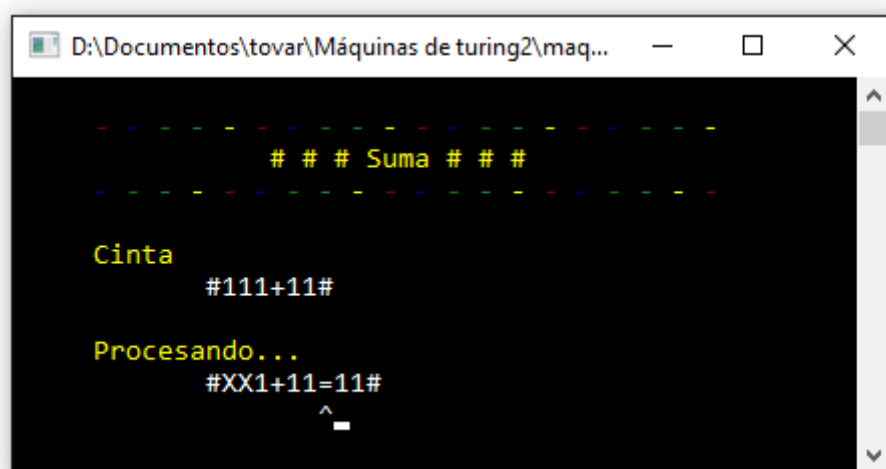 D:\Documentos\tovar\Máquinas de turing2\maq...
- - - - - - - - - - - - - - - - - - - -
# # # Suma # # #
- - - - - - - - - - - - - - - - - - - -
Cinta
#111+11#
Procesando...
#XX1+11=11#
^_